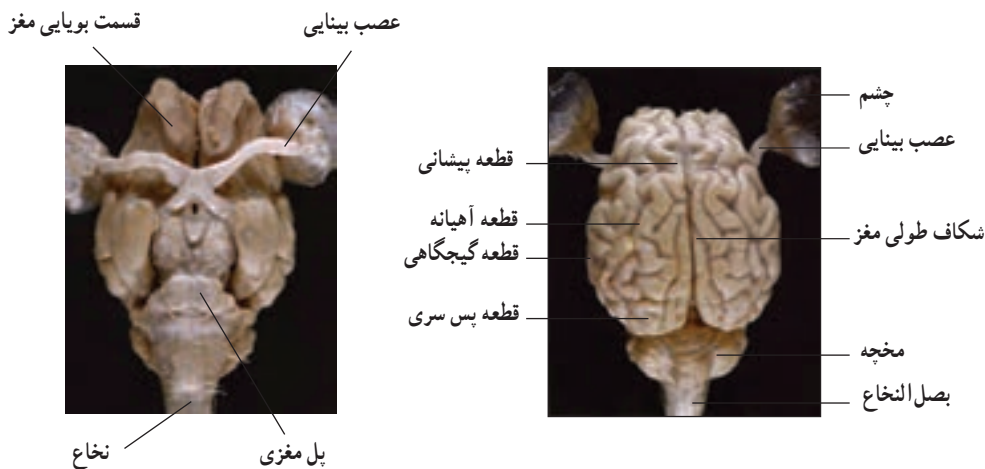 قسمت بویایی مغز
عصب بینایی
پل مغزی
نخاع
چشم
عصب بینایی
قطعه پیشانی
قطعه آهیانه
شکاف طولی مغز
قطعه گیجگاهی
قطعه پس سری
مخچه
بصل‌النخاع